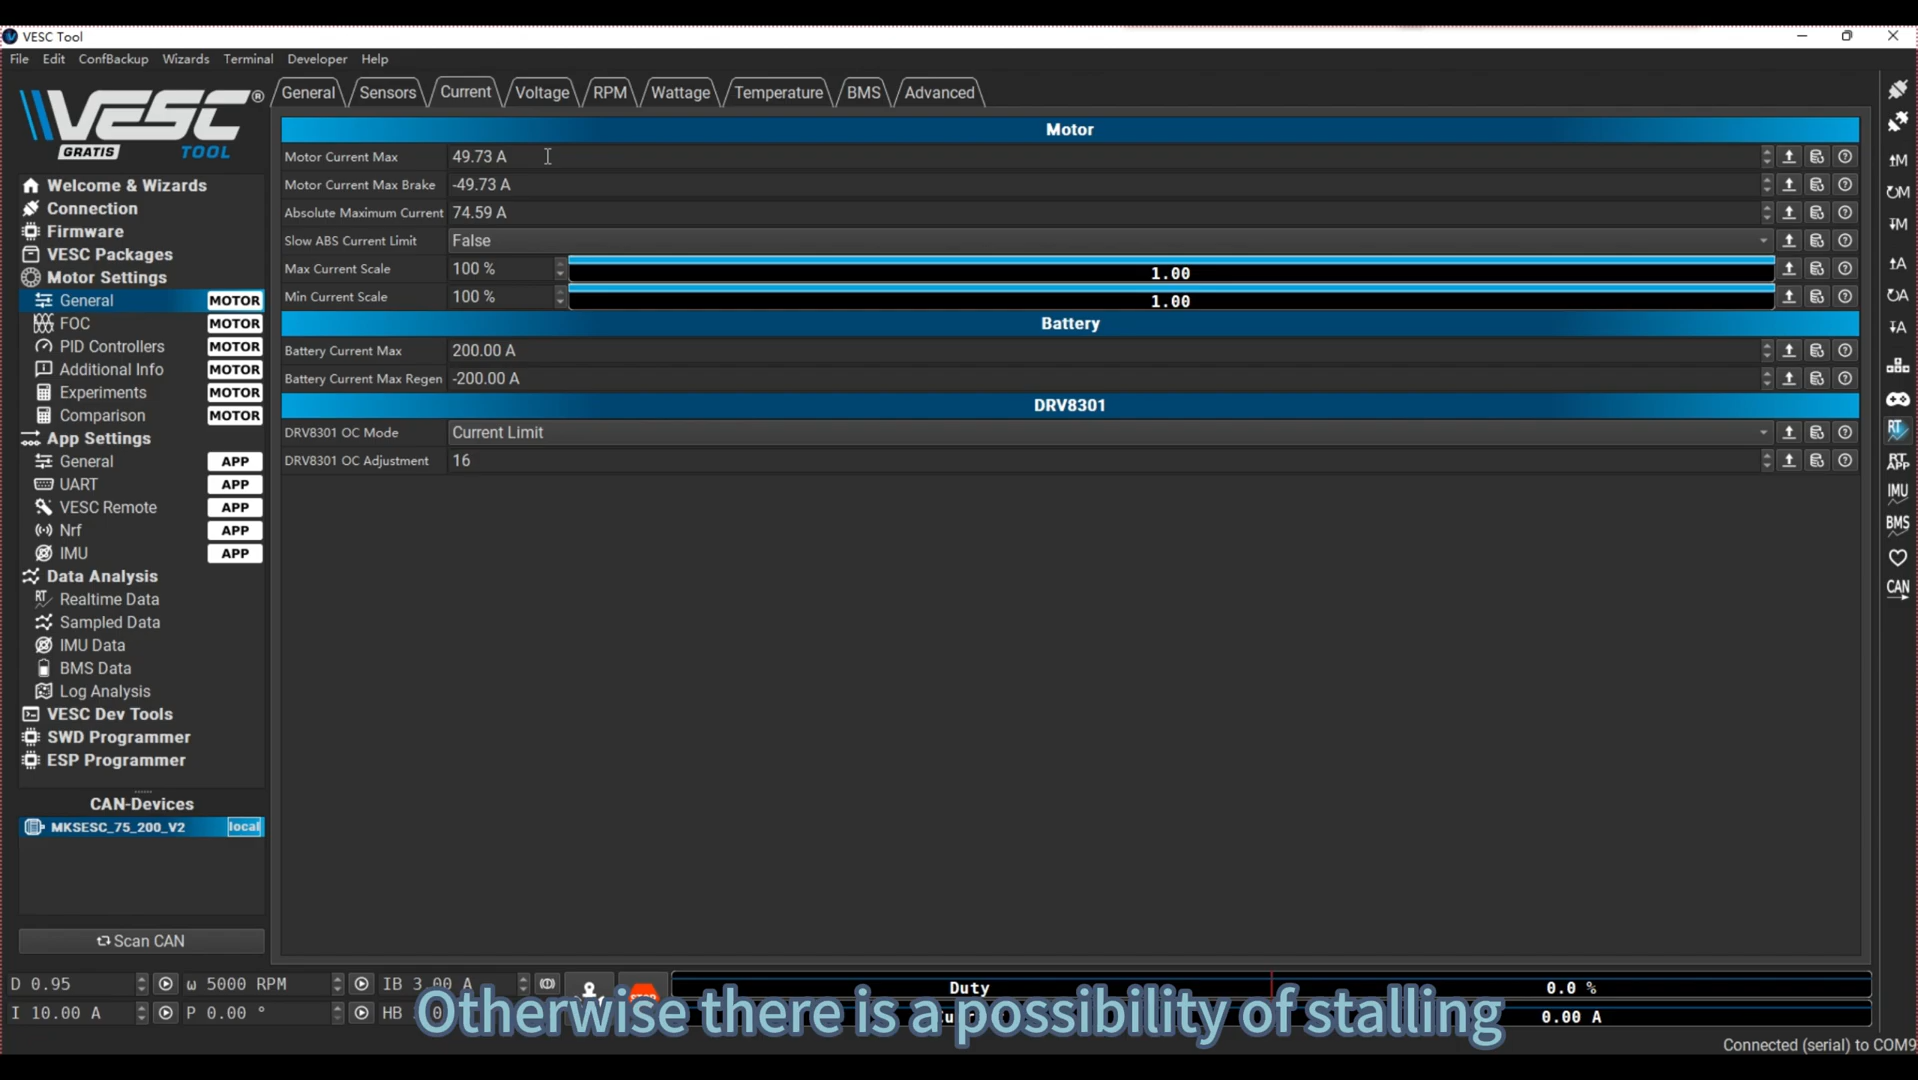 VESC Tool
File Edit ConfBackup Wizards Terminal Developer Help
VESC®
GRATIS TOOL
General Sensors Current Voltage RPM Wattage Temperature BMS Advanced
Motor
Motor Current Max 49.73 A
Motor Current Max Brake -49.73 A
Absolute Maximum Current 74.59 A
Slow ABS Current Limit False
Max Current Scale 100 % 1.00
Min Current Scale 100 % 1.00
Battery
Battery Current Max 200.00 A
Battery Current Max Regen -200.00 A
DRV8301
DRV8301 OC Mode Current Limit
DRV8301 OC Adjustment 16
Welcome & Wizards
Connection
Firmware
VESC Packages
Motor Settings
General MOTOR
FOC MOTOR
PID Controllers MOTOR
Additional Info MOTOR
Experiments MOTOR
Comparison MOTOR
App Settings
General APP
UART APP
VESC Remote APP
Nrf APP
IMU APP
Data Analysis
RT Realtime Data
Sampled Data
IMU Data
BMS Data
Log Analysis
VESC Dev Tools
SWD Programmer
ESP Programmer
CAN-Devices
MKSESC_75_200_V2 local
Scan CAN
M
M
M
A
A
A
RT
RT APP
IMU
BMS
CAN
D 0.95 ω 5000 RPM IB 3.00 A
I 10.00 A P 0.00 ° HB
Duty 0.0 %
0.00 A
Otherwise there is a possibility of stalling
Connected (serial) to COM9